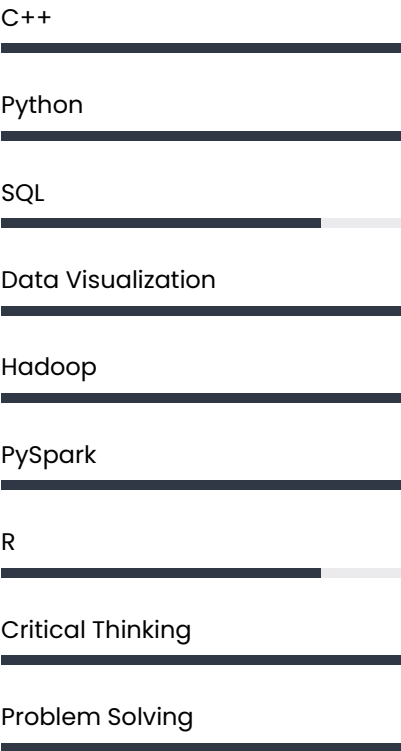 C++
Python
SQL
Data Visualization
Hadoop
PySpark
R
Critical Thinking
Problem Solving